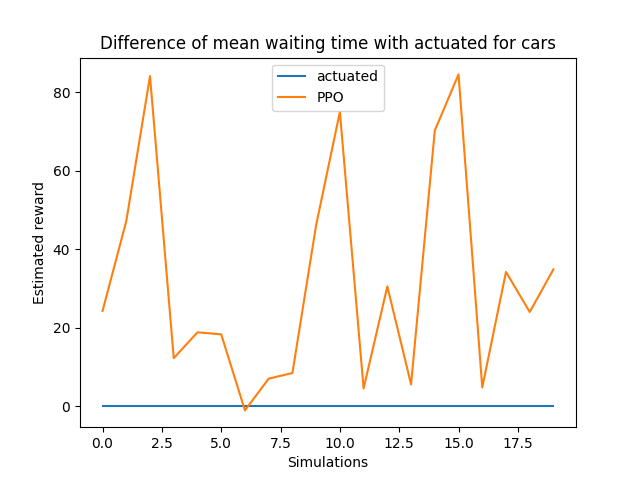 Difference of mean waiting time with actuated for cars
actuated
PPO
Estimated reward
80
60
40
20
0
0.0 2.5 5.0 7.5 10.0 12.5 15.0 17.5
Simulations